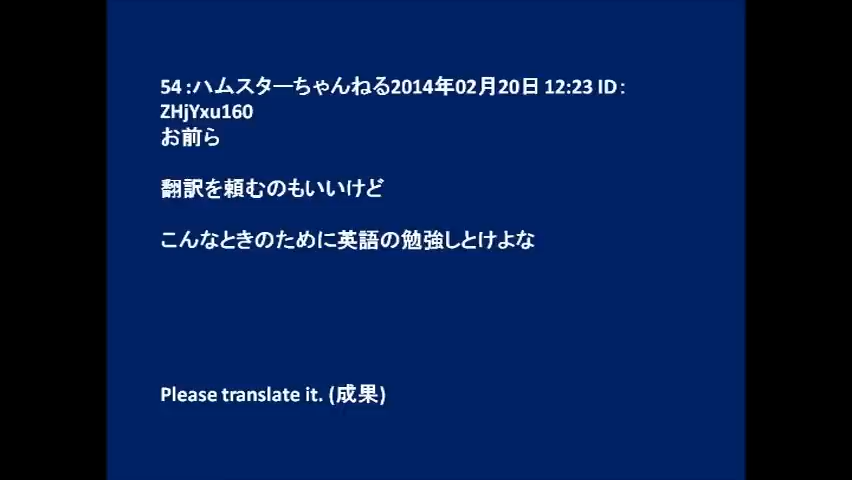 54 :ハムスターちゃんねる2014年02月20日 12:23 ID:
ZHjYxu160
お前ら
翻訳を頼むのもいいけど
こんなときのために英語の勉強しとけよな
Please translate it. (成果)